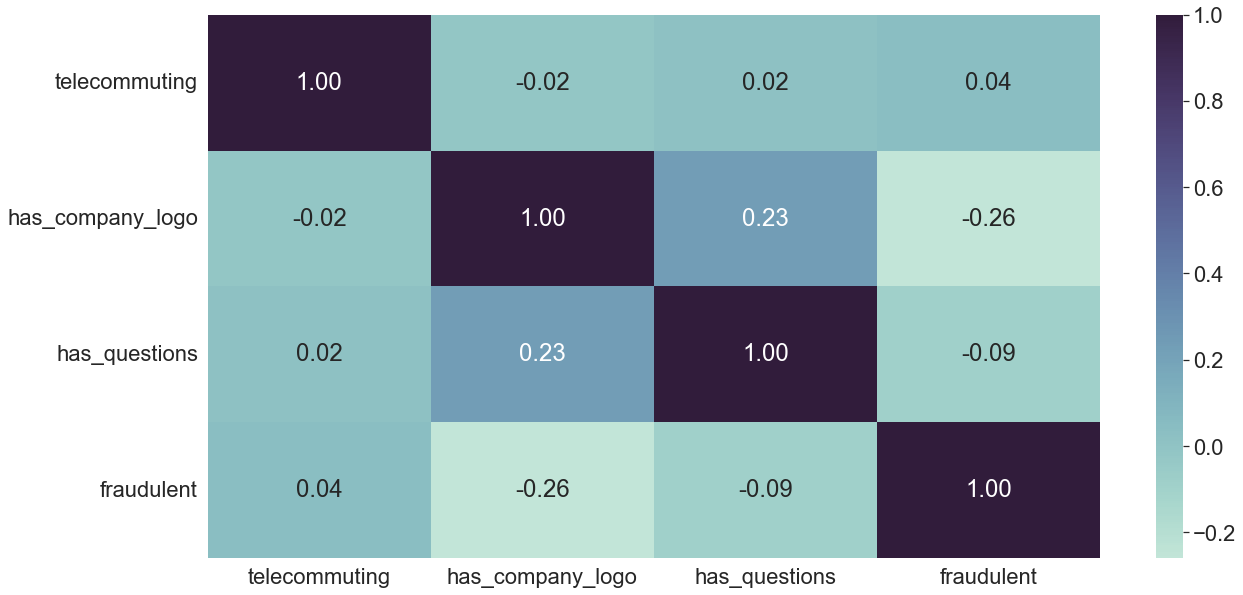 telecommuting 1.00 -0.02 0.02 0.04
has_company_logo -0.02 1.00 0.23 -0.26
has_questions 0.02 0.23 1.00 -0.09
fraudulent 0.04 -0.26 -0.09 1.00
telecommuting has_company_logo has_questions fraudulent
1.0
0.8
0.6
0.4
0.2
0.0
−0.2